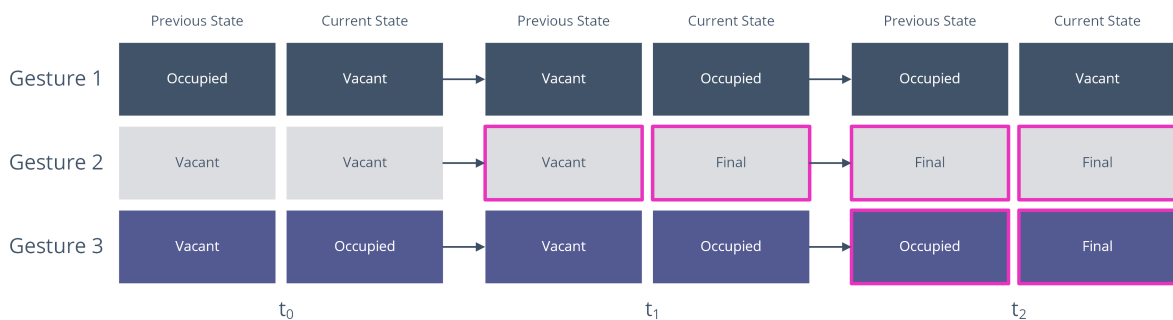 Previous State Current State Previous State Current State Previous State Current State
Gesture 1 Occupied Vacant Vacant Occupied Occupied Vacant
Gesture 2 Vacant Vacant Vacant Final Final Final
Gesture 3 Vacant Occupied Vacant Occupied Occupied Final
t0 t1 t2